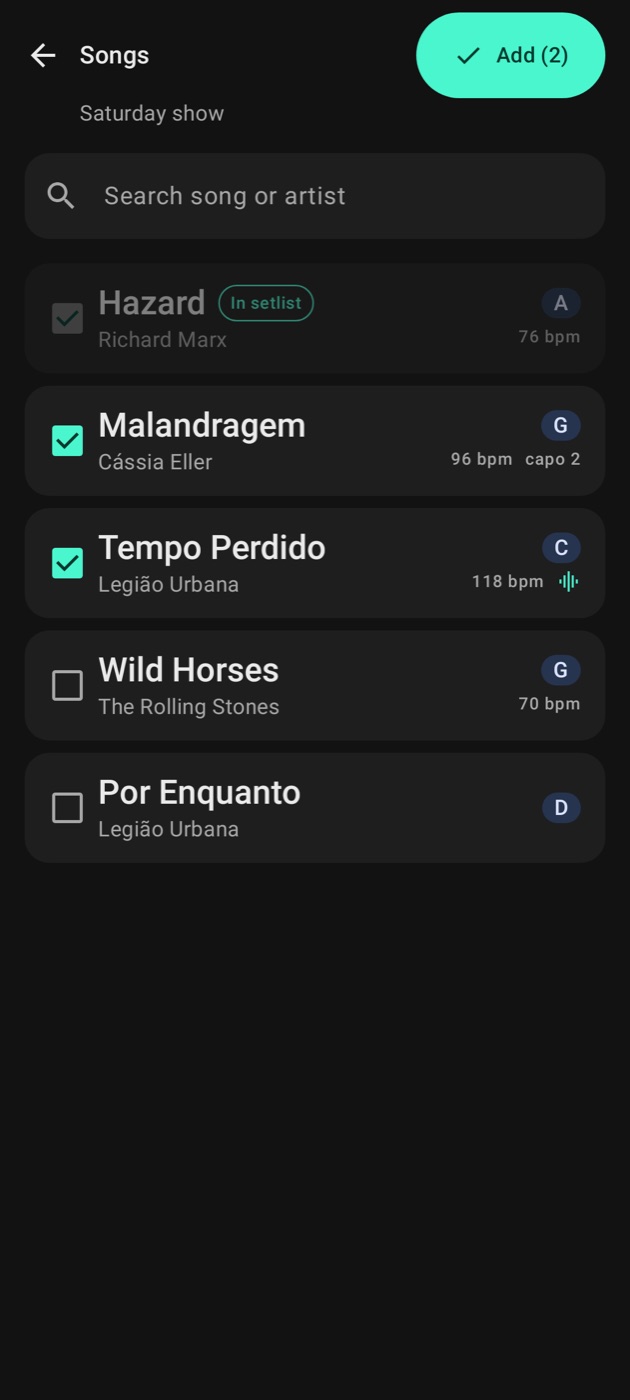 Songs
Add (2)
Saturday show
Search song or artist
Hazard In setlist A
Richard Marx 76 bpm
Malandragem G
Cássia Eller 96 bpm capo 2
Tempo Perdido C
Legião Urbana 118 bpm
Wild Horses G
The Rolling Stones 70 bpm
Por Enquanto D
Legião Urbana